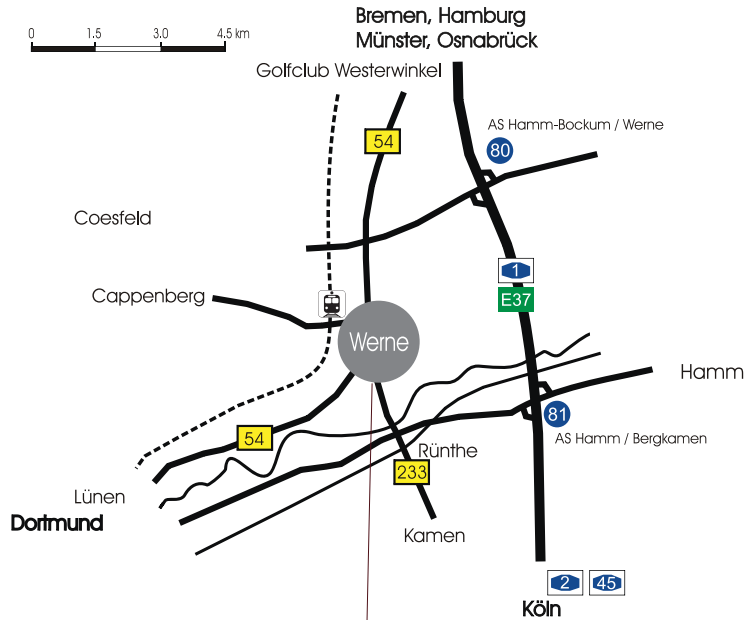 Bremen, Hamburg
Münster, Osnabrück
0 1.5 3.0 4.5 km
Golfclub Westerwinkel
AS Hamm-Bockum / Werne
54
80
Coesfeld
1
E37
Cappenberg
Werne
Hamm
81
54
AS Hamm / Bergkamen
Rünthe
233
Lünen
Dortmund
Kamen
2 45
Köln